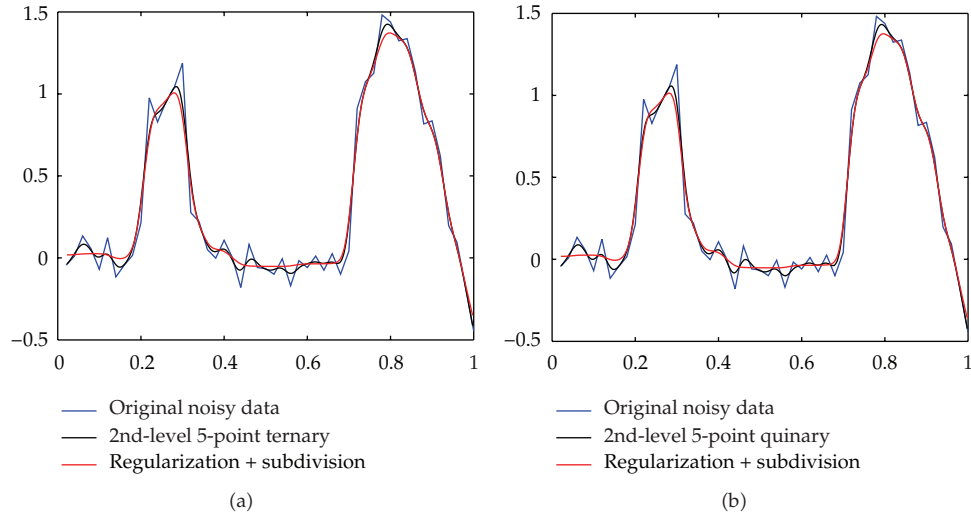 1.5
1
0.5
0
−0.5
0 0.2 0.4 0.6 0.8 1
Original noisy data
2nd-level 5-point ternary
Regularization + subdivision
(a)
1.5
1
0.5
0
−0.5
0 0.2 0.4 0.6 0.8 1
Original noisy data
2nd-level 5-point quinary
Regularization + subdivision
(b)